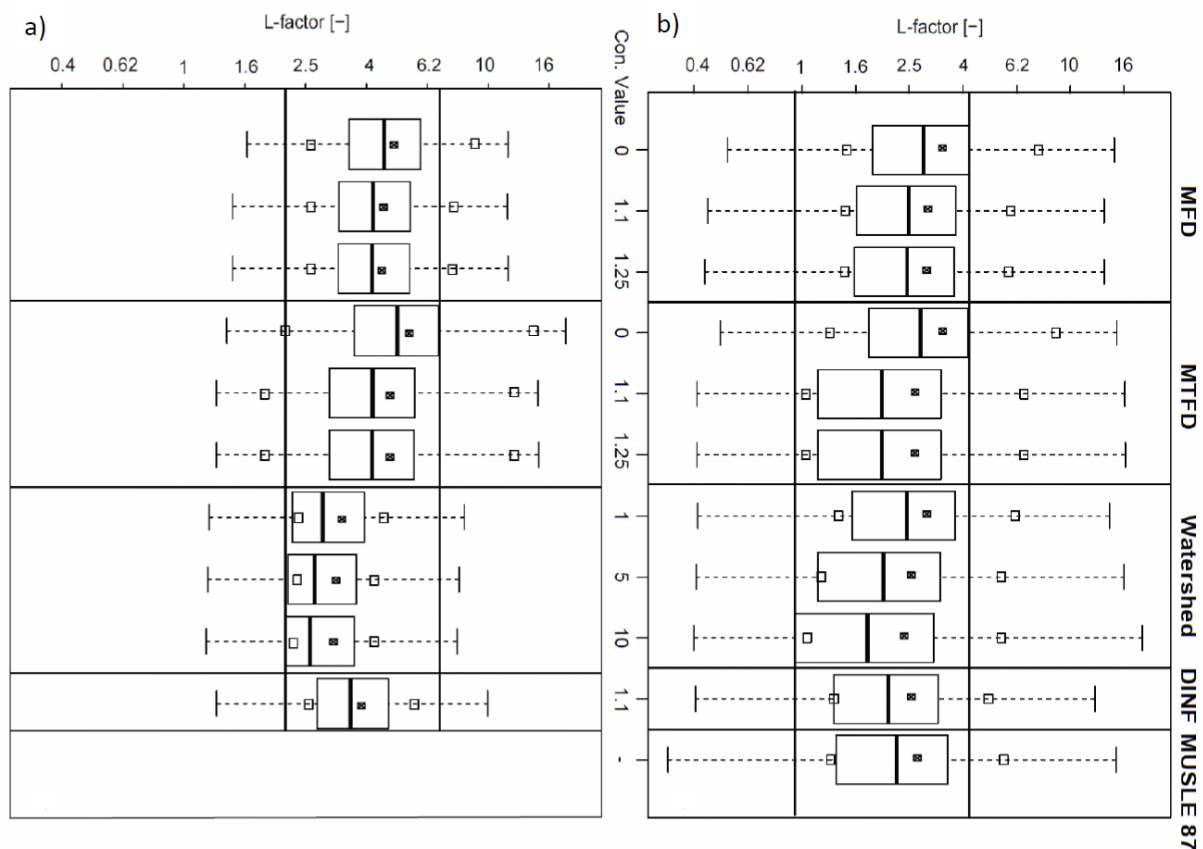 a)
L-factor [−]
0.4 0.62 1 1.6 2.5 4 6.2 10 16
Con. Value
0
1.1
1.25
0
1.1
1.25
1
5
10
1.1
-
b)
L-factor [−]
0.4 0.62 1 1.6 2.5 4 6.2 10 16
MFD
MTFD
Watershed
DINF
MUSLE 87